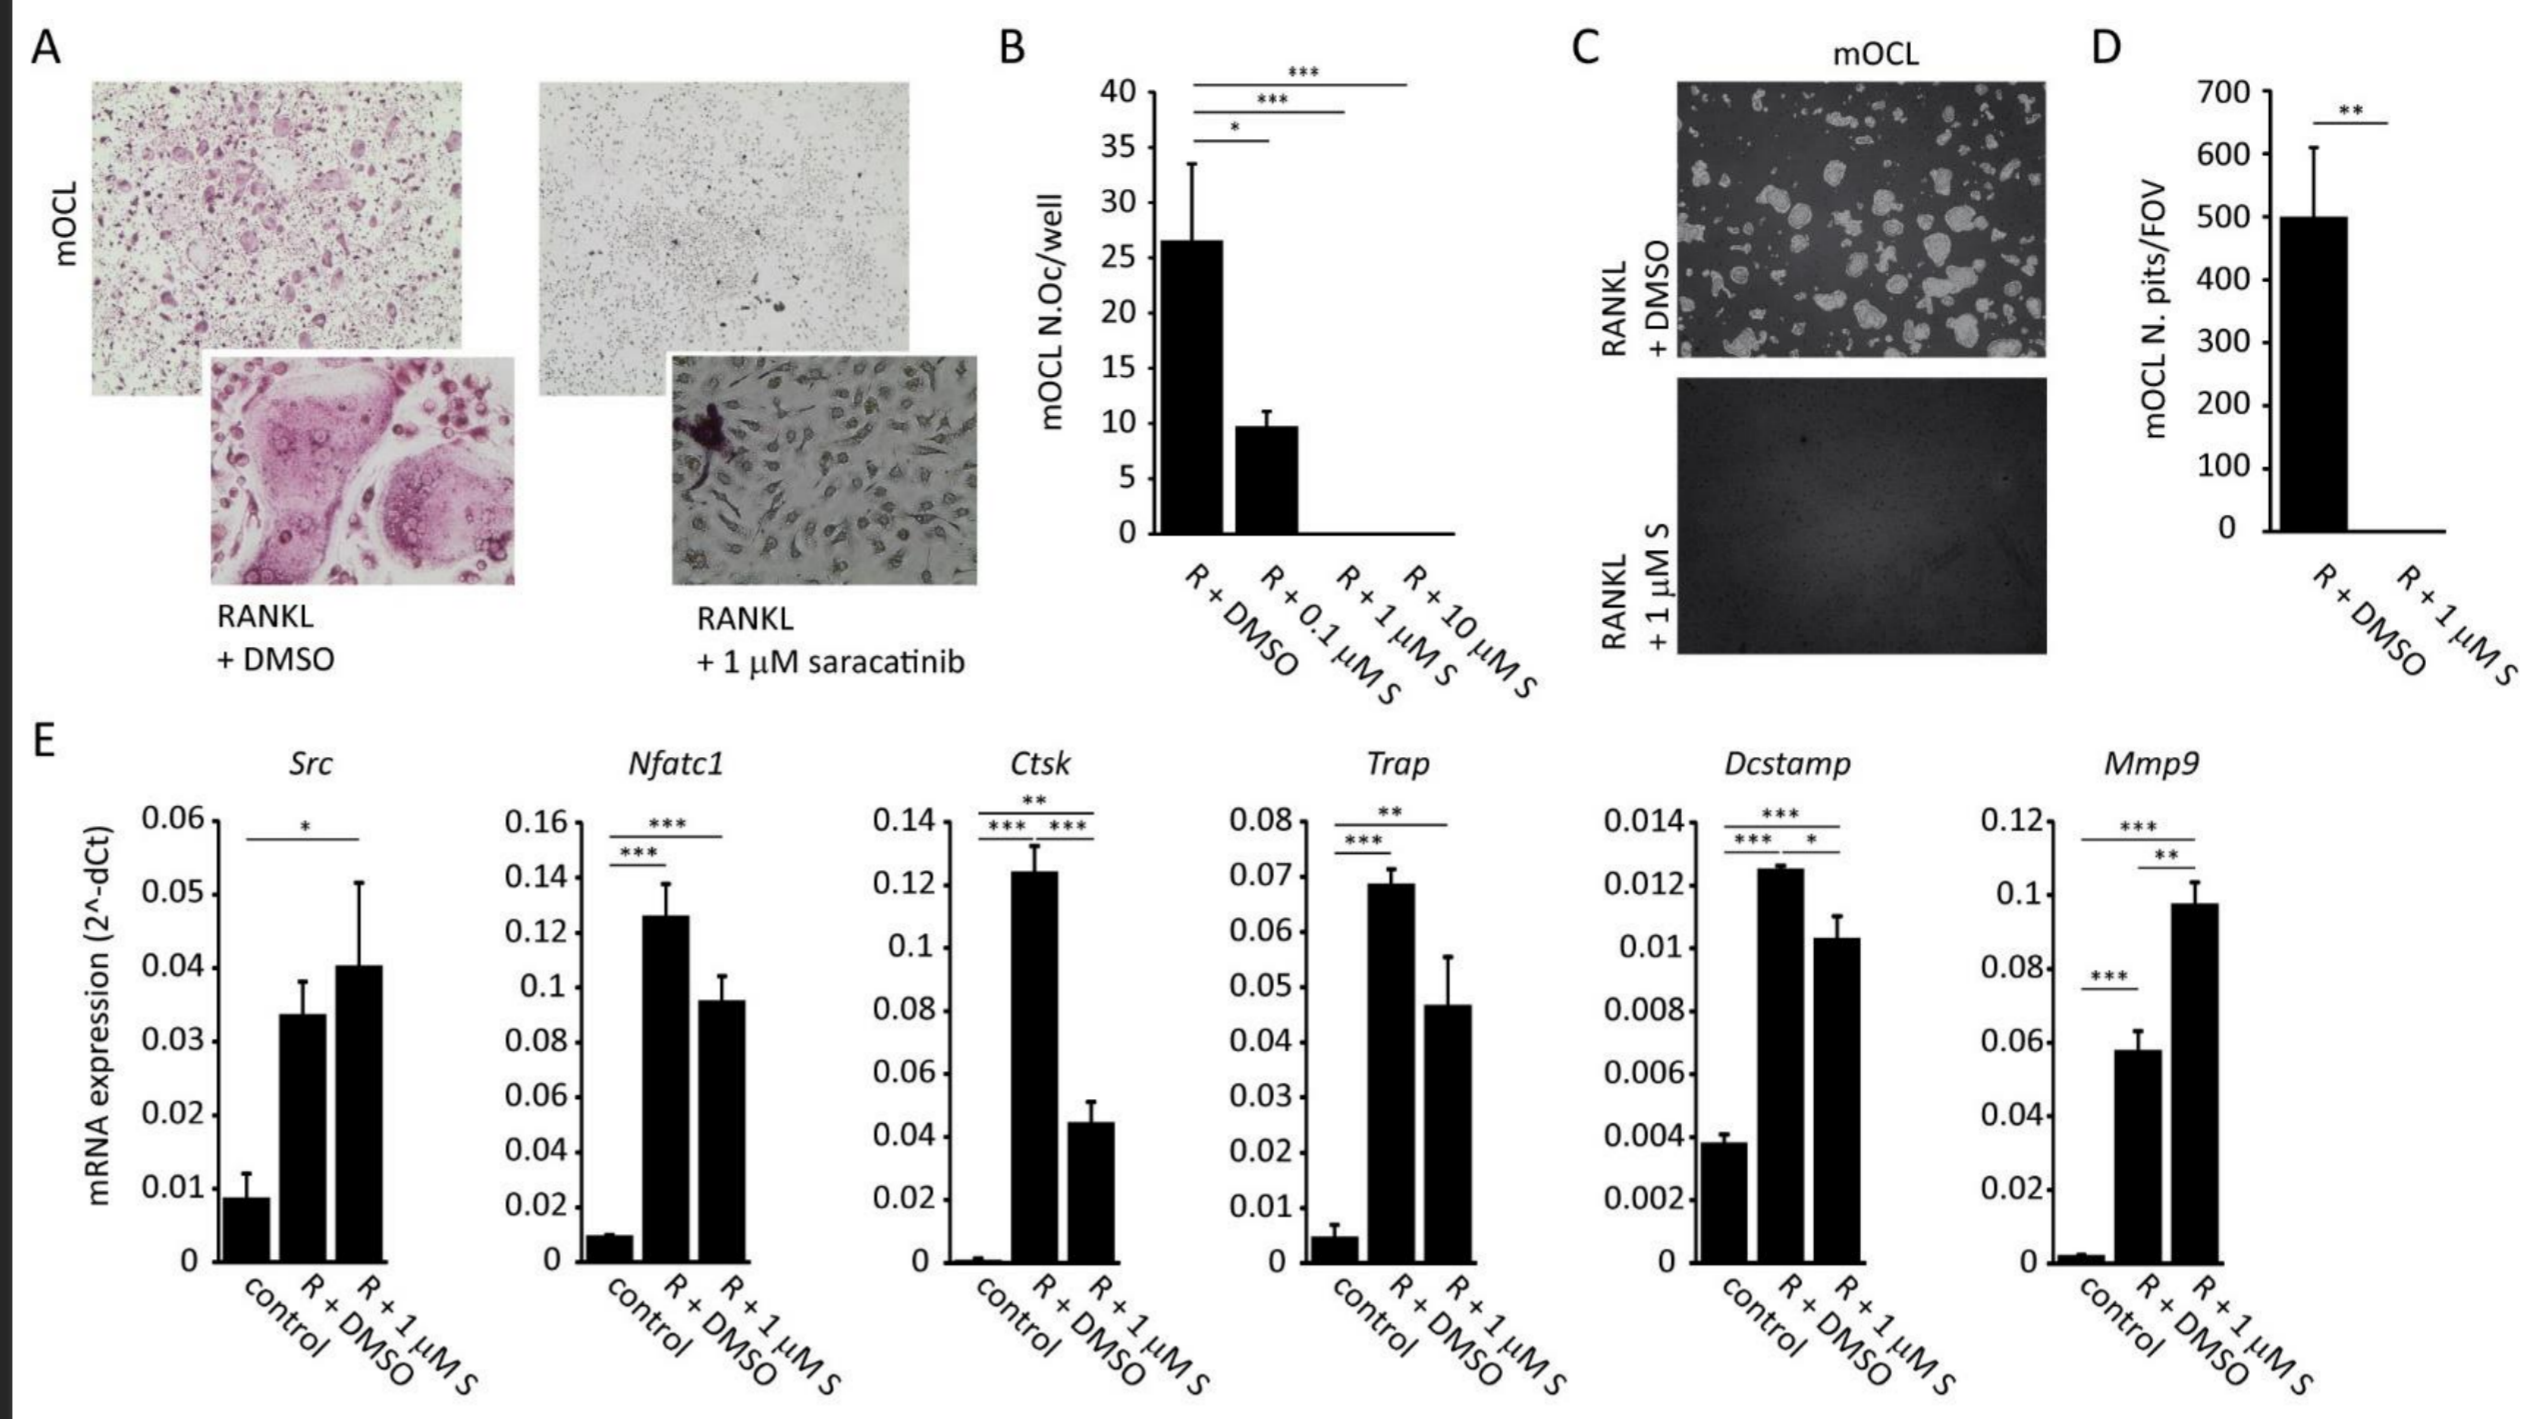 A
mOCL
RANKL
+ DMSO
RANKL
+ 1 μM saracatinib
B
mOCL N.Oc/well
40
35
30
25
20
15
10
5
0
***
***
*
R + DMSO
R + 0.1 μM S
R + 1 μM S
R + 10 μM S
C
mOCL
RANKL
+ DMSO
RANKL
+ 1 μM S
D
mOCL N. pits/FOV
700
600
500
400
300
200
100
0
**
R + DMSO
R + 1 μM S
E
mRNA expression (2^-dCt)
Src
0.06
0.05
0.04
0.03
0.02
0.01
0
*
control
R + DMSO
R + 1 μM S
Nfatc1
0.16
0.14
0.12
0.1
0.08
0.06
0.04
0.02
0
***
***
control
R + DMSO
R + 1 μM S
Ctsk
0.14
0.12
0.1
0.08
0.06
0.04
0.02
0
**
*** ***
control
R + DMSO
R + 1 μM S
Trap
0.08
0.07
0.06
0.05
0.04
0.03
0.02
0.01
0
**
***
control
R + DMSO
R + 1 μM S
Dcstamp
0.014
0.012
0.01
0.008
0.006
0.004
0.002
0
***
*** *
control
R + DMSO
R + 1 μM S
Mmp9
0.12
0.1
0.08
0.06
0.04
0.02
0
***
**
***
control
R + DMSO
R + 1 μM S